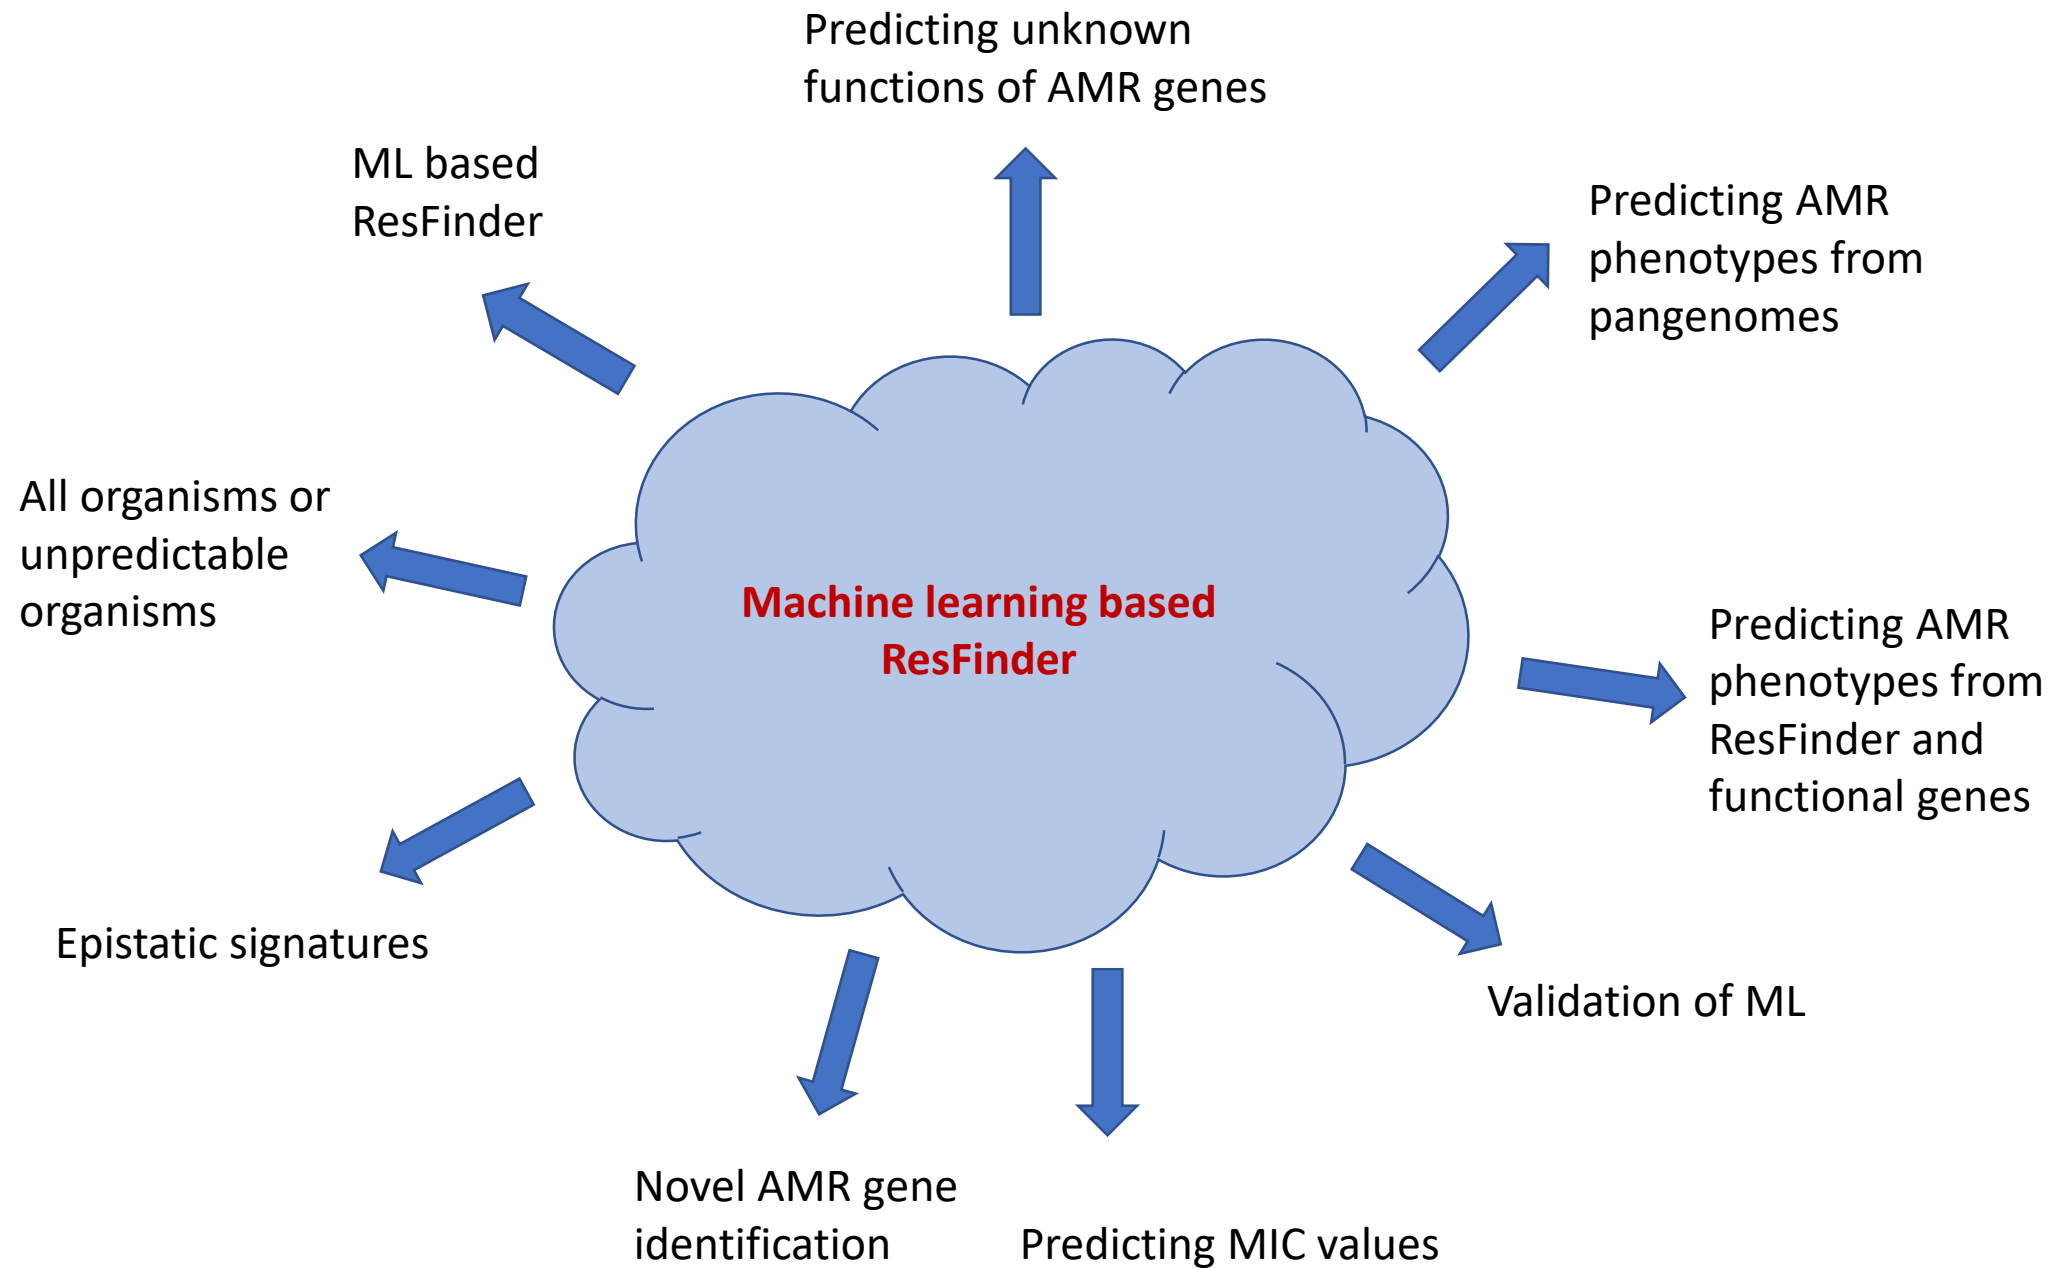 Predicting unknown
functions of AMR genes
ML based
ResFinder
Predicting AMR
phenotypes from
pangenomes
All organisms or
unpredictable
organisms
Machine learning based
ResFinder
Predicting AMR
phenotypes from
ResFinder and
functional genes
Epistatic signatures
Validation of ML
Novel AMR gene
identification
Predicting MIC values